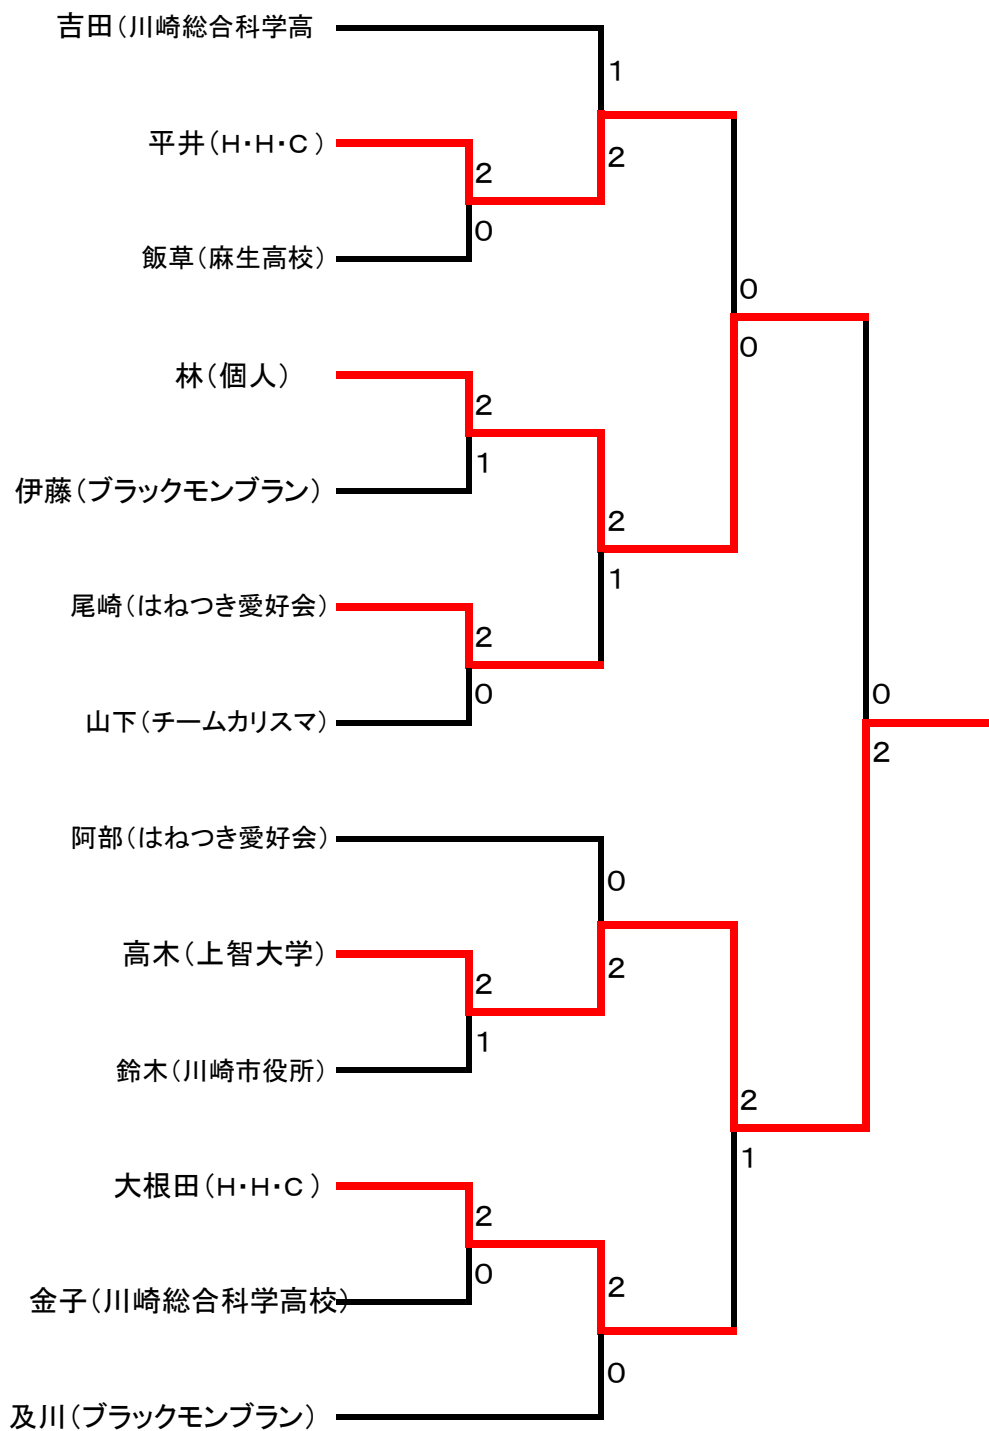 吉田（川崎総合科学高
1
平井（H・H・C）
2
2
0
飯草（麻生高校）
0
0
林（個人）
2
1
伊藤（ブラックモンブラン）
2
1
尾崎（はねつき愛好会）
2
0
山下（チームカリスマ）
0
2
阿部（はねつき愛好会）
0
高木（上智大学）
2
2
1
鈴木（川崎市役所）
2
1
大根田（H・H・C）
2
0
2
金子（川崎総合科学高校）
0
及川（ブラックモンブラン）